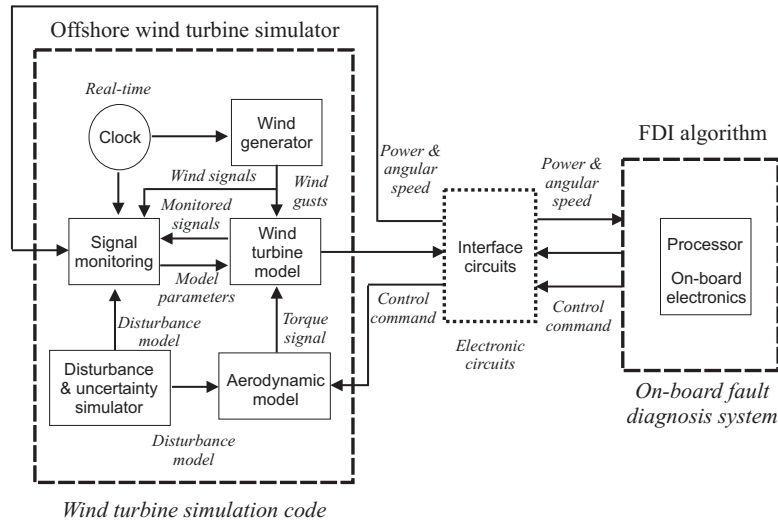 Offshore wind turbine simulator
Real-time
Clock
Wind
generator
Wind signals
Wind
gusts
Monitored
signals
Signal
monitoring
Wind
turbine
model
Model
parameters
Disturbance
model
Torque
signal
Disturbance
& uncertainty
simulator
Aerodynamic
model
Disturbance
model
Wind turbine simulation code
Power &
angular
speed
Interface
circuits
Control
command
Electronic
circuits
Power &
angular
speed
Control
command
FDI algorithm
Processor
On-board
electronics
On-board fault
diagnosis system